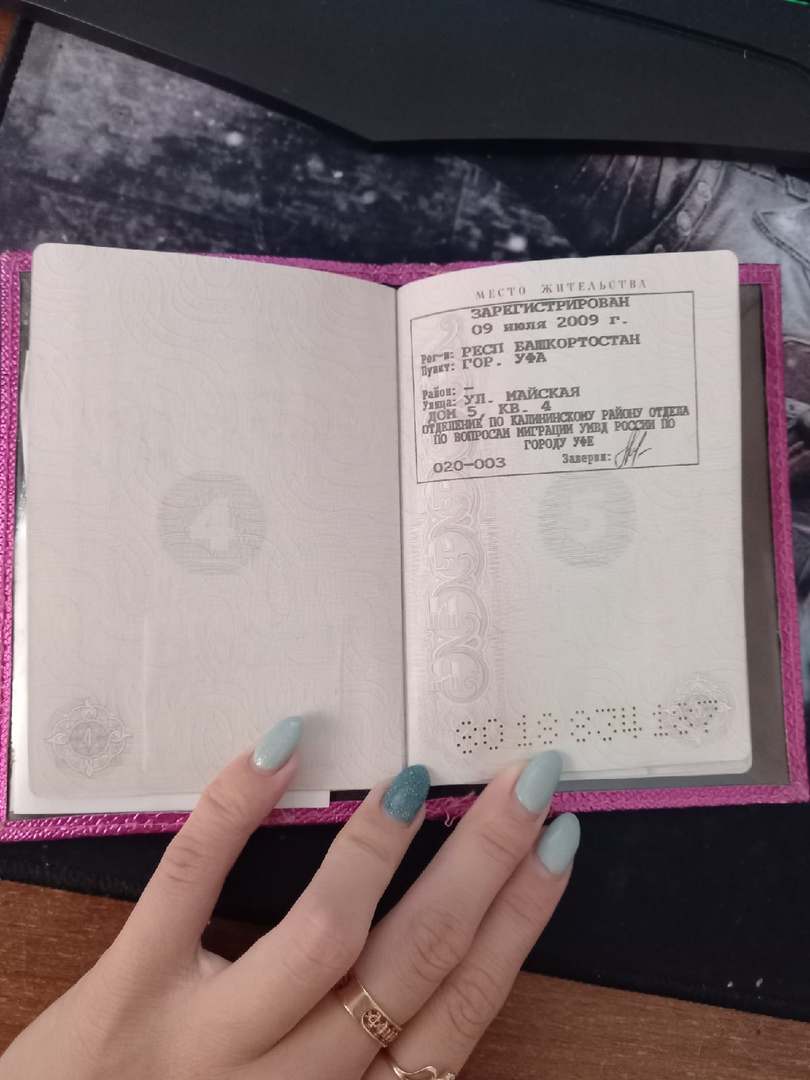 МЕСТО ЖИТЕЛЬСТВА
ЗАРЕГИСТРИРОВАН
09 июля 2009 г.
Рег-н: РЕСП БАШКОРТОСТАН
Пункт: ГОР. УФА
Район: —
Улица: УЛ. МАЙСКАЯ
ДОМ 5, КВ. 4
ОТДЕЛЕНИЕ ПО КАЛИНИНСКОМУ РАЙОНУ ОТДЕЛА
ПО ВОПРОСАМ МИГРАЦИИ УМВД РОССИИ ПО
ГОРОДУ УФЕ
020-003 Заверил:
4 5